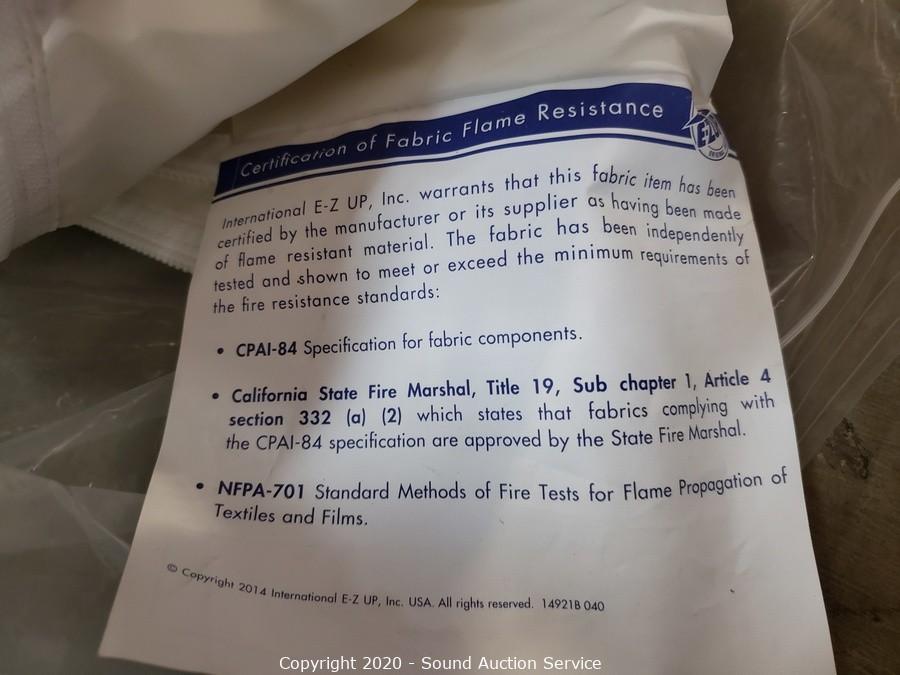 Certification of Fabric Flame Resistance
E-Z UP
International E-Z UP, Inc. warrants that this fabric item has been
certified by the manufacturer or its supplier as having been made
of flame resistant material. The fabric has been independently
tested and shown to meet or exceed the minimum requirements of
the fire resistance standards:
• CPAI-84 Specification for fabric components.
• California State Fire Marshal, Title 19, Sub chapter 1, Article 4
section 332 (a) (2) which states that fabrics complying with
the CPAI-84 specification are approved by the State Fire Marshal.
• NFPA-701 Standard Methods of Fire Tests for Flame Propagation of
Textiles and Films.
© Copyright 2014 International E-Z UP, Inc. USA. All rights reserved. 14921B 040
Copyright 2020 - Sound Auction Service